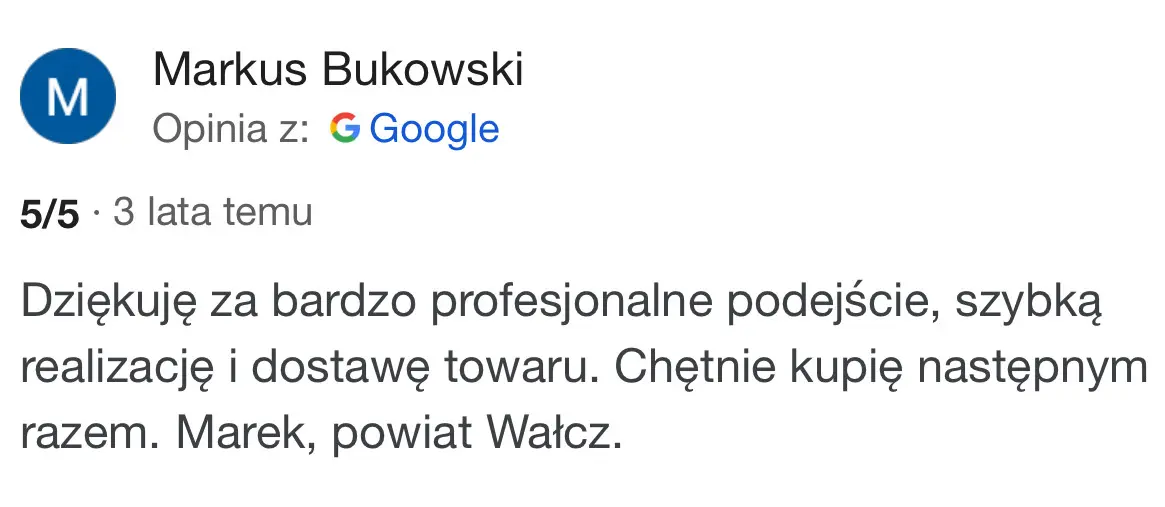 M
Markus Bukowski
Opinia z: Google
5/5 · 3 lata temu
Dziękuję za bardzo profesjonalne podejście, szybką
realizację i dostawę towaru. Chętnie kupię następnym
razem. Marek, powiat Wałcz.